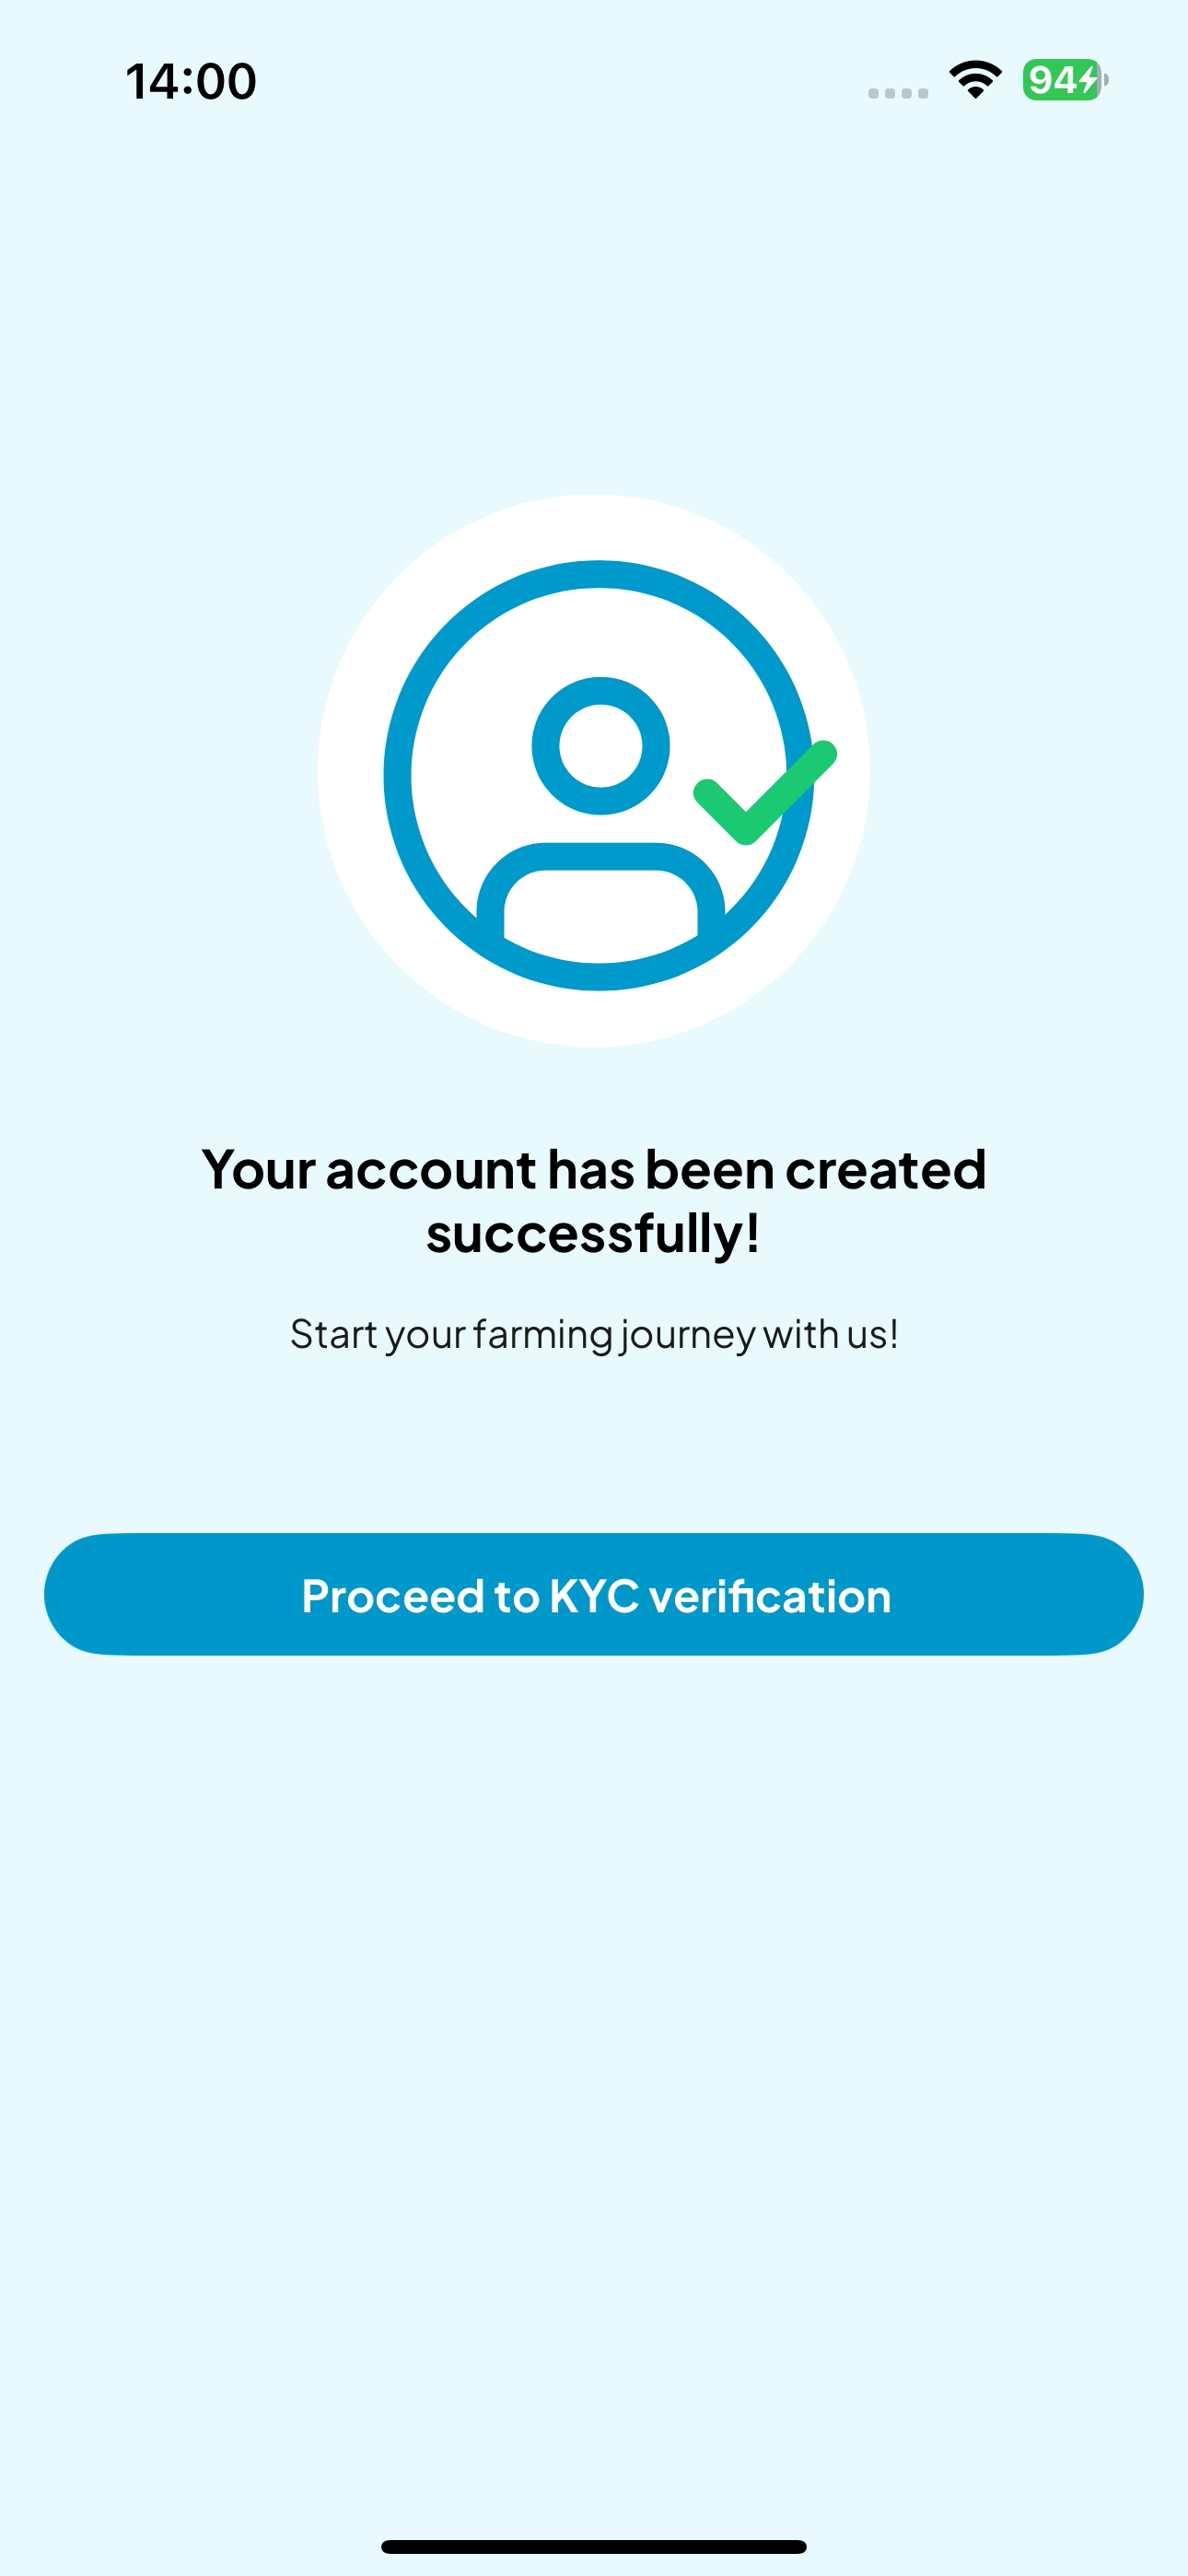 14:00
94
Your account has been created
successfully!
Start your farming journey with us!
Proceed to KYC verification